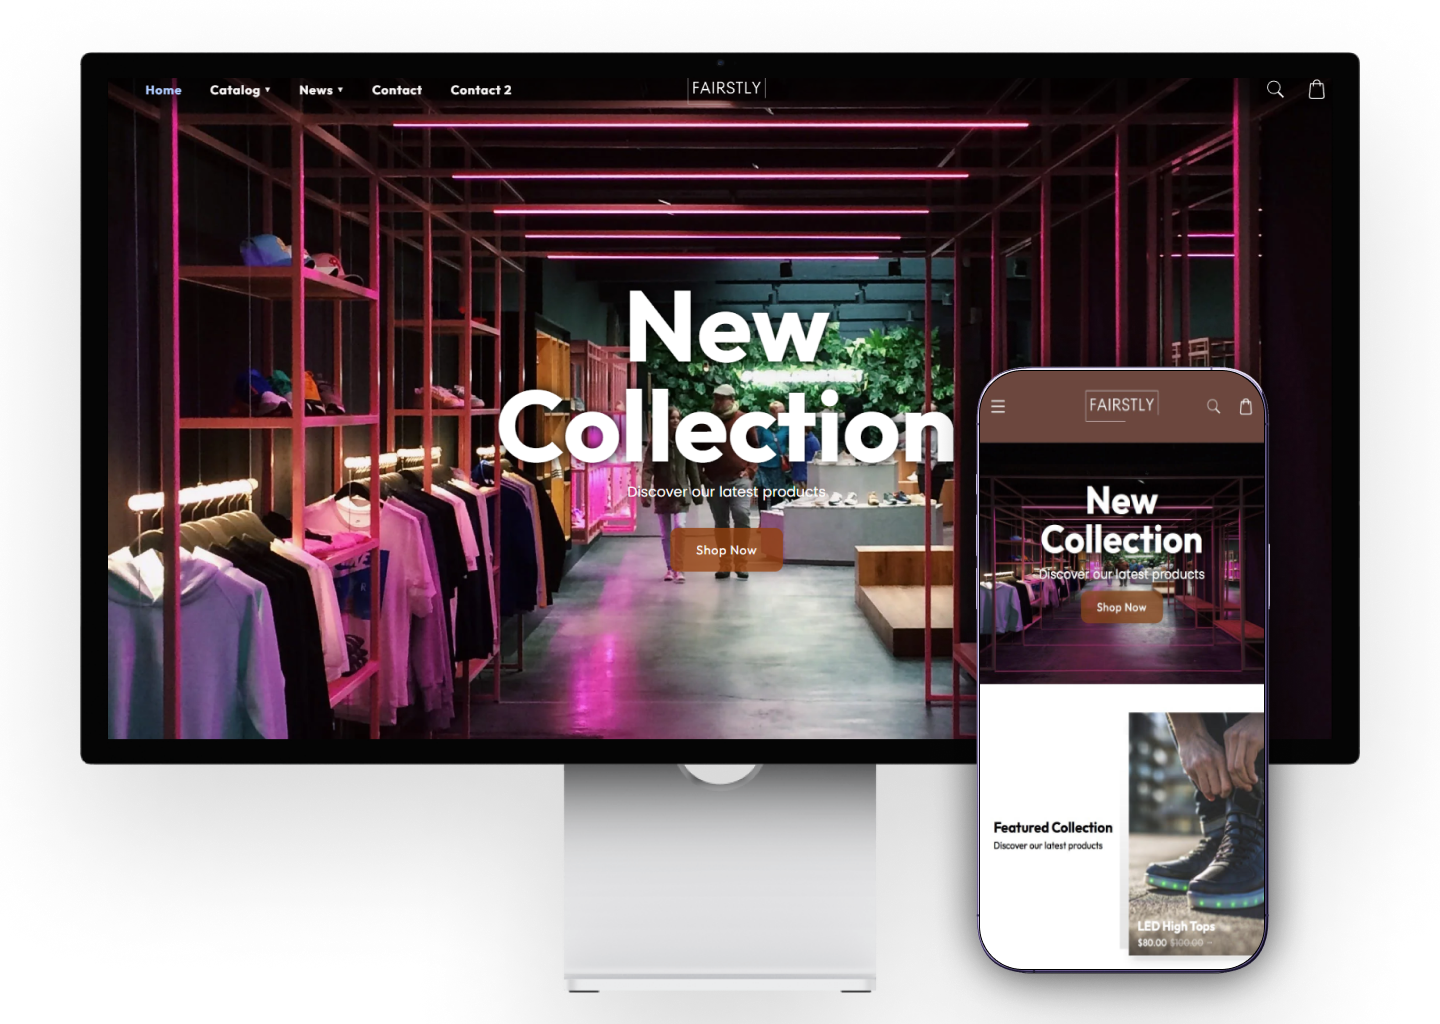 Home Catalog ▾ News ▾ Contact Contact 2
FAIRSTLY
New
Collection
Discover our latest products
Shop Now
FAIRSTLY
New
Collection
Discover our latest products
Shop Now
Featured Collection
Discover our latest products
LED High Tops
$80.00 $100.00